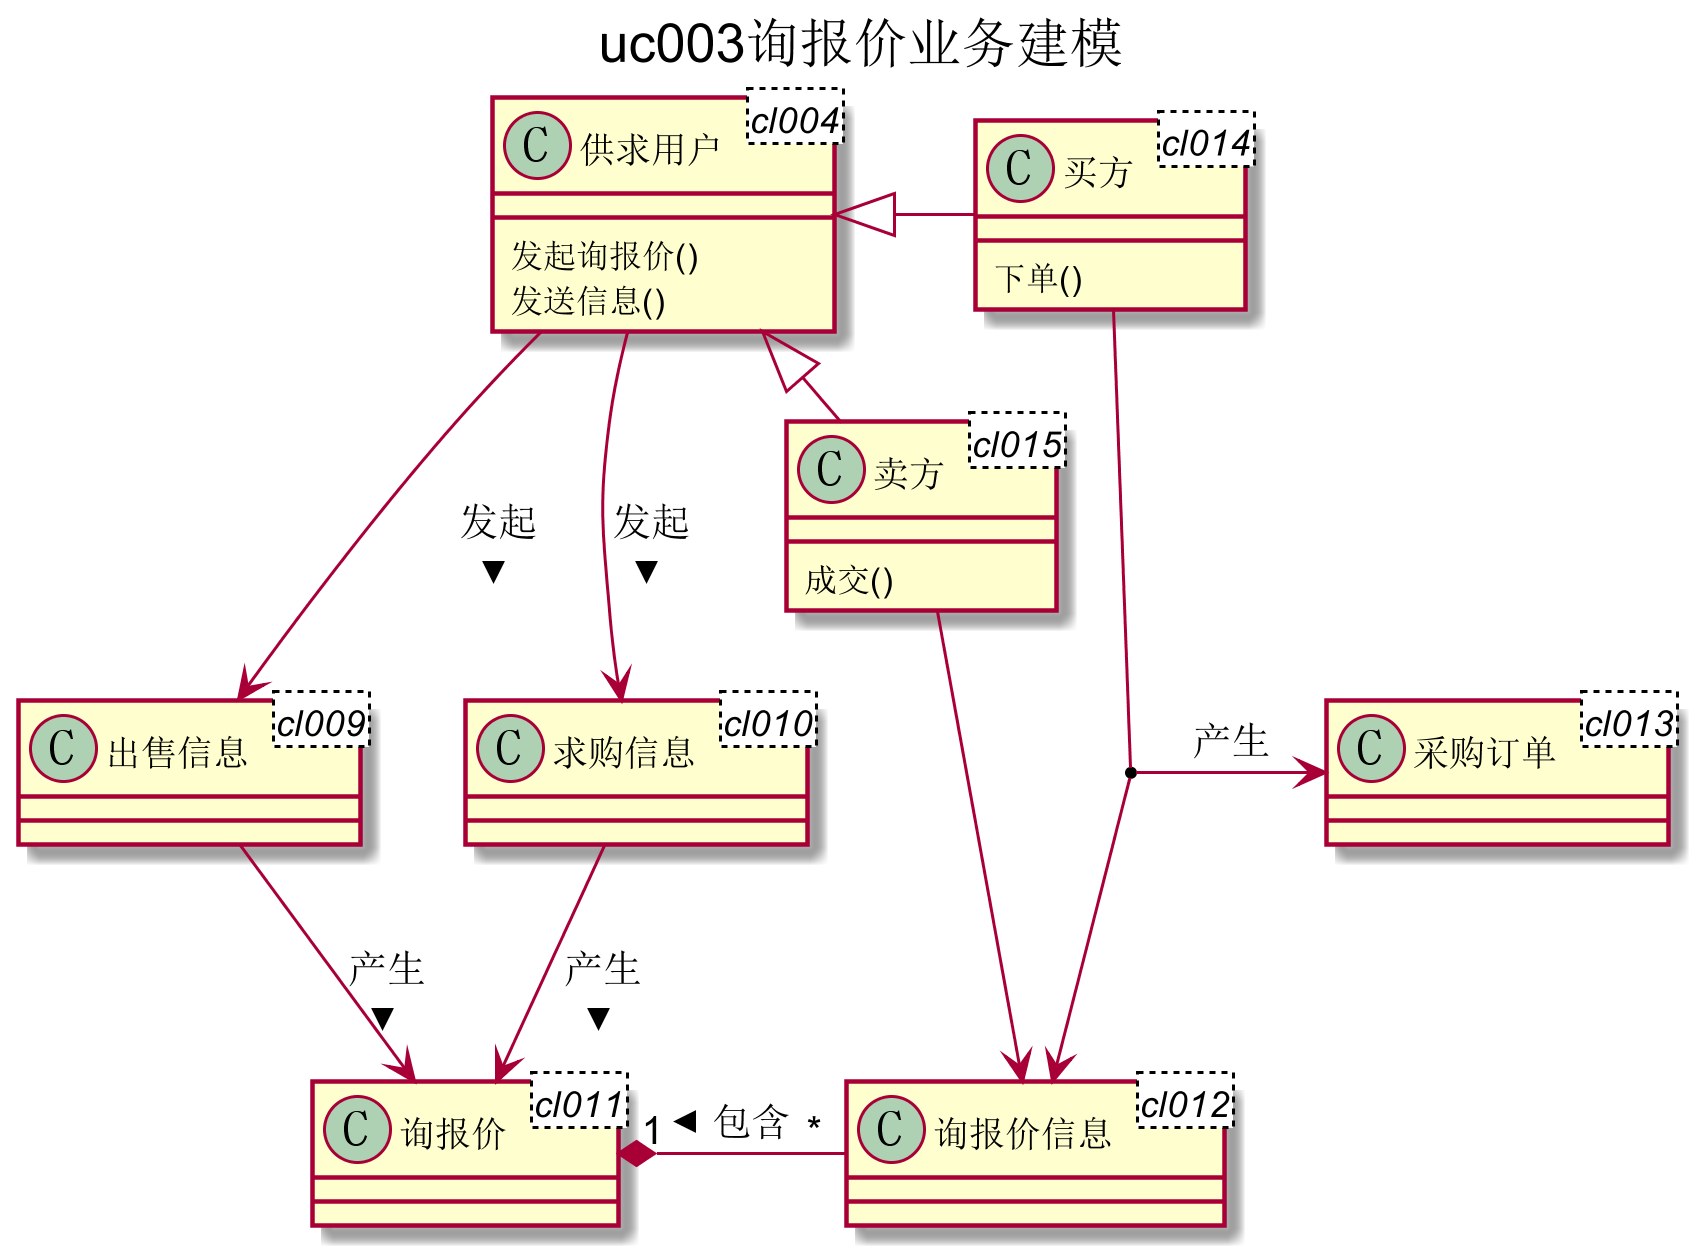 uc003询报价业务建模
C 供求用户 cl004
发起询报价()
发送信息()
C 买方 cl014
下单()
C 卖方 cl015
成交()
发起
▼
发起
▼
C 出售信息 cl009
C 求购信息 cl010
产生
C 采购订单 cl013
产生
▼
产生
▼
C 询报价 cl011
1 ◄ 包含 *
C 询报价信息 cl012